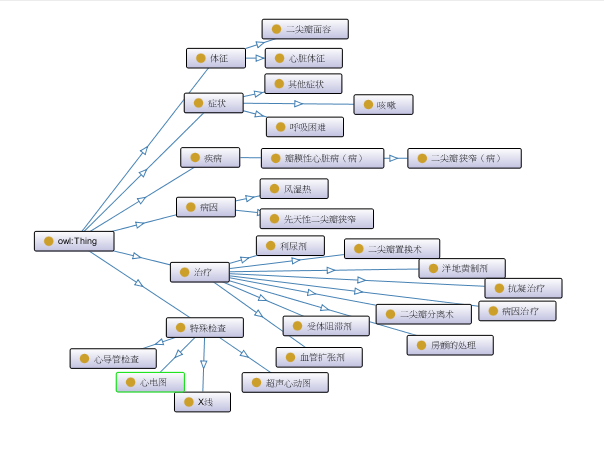 二尖瓣面容
体征
心脏体征
其他症状
症状
咳嗽
呼吸困难
疾病
瓣膜性心脏病（病）
二尖瓣狭窄（病）
风湿热
病因
先天性二尖瓣狭窄
owl:Thing
利尿剂
二尖瓣置换术
治疗
洋地黄制剂
抗凝治疗
病因治疗
二尖瓣分离术
特殊检查
受体阻滞剂
房颤的处理
心导管检查
血管扩张剂
心电图
超声心动图
X线